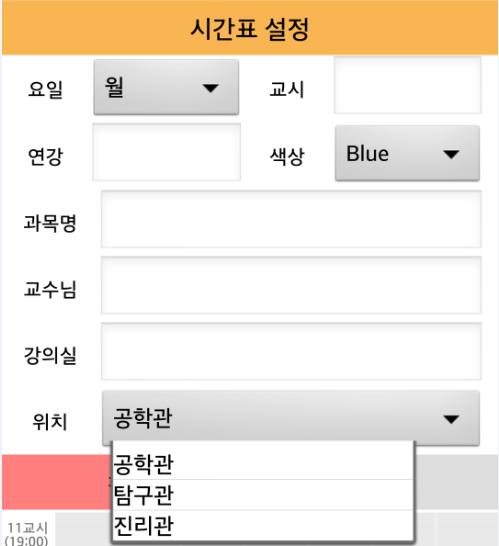 시간표 설정
요일 월 교시
연강 색상 Blue
과목명
교수님
강의실
위치 공학관
공학관
탐구관
진리관
11교시
(19:00)